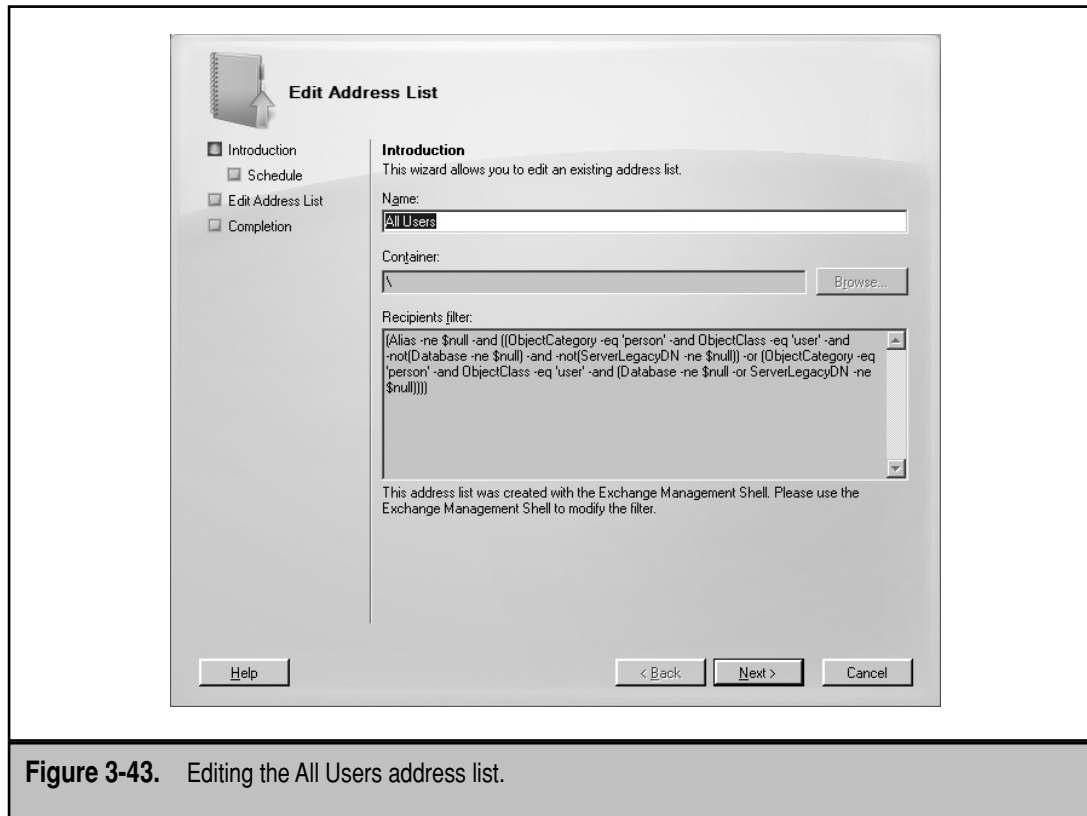 Edit Address List
Introduction
Schedule
Edit Address List
Completion
Introduction
This wizard allows you to edit an existing address list.
Name:
All Users
Container:
\
Browse...
Recipients filter:
(Alias -ne $null -and ((ObjectCategory -eq 'person' -and ObjectClass -eq 'user' -and
-not(Database -ne $null) -and -not(ServerLegacyDN -ne $null)) -or (ObjectCategory -eq
'person' -and ObjectClass -eq 'user' -and (Database -ne $null -or ServerLegacyDN -ne
$null))))
This address list was created with the Exchange Management Shell. Please use the
Exchange Management Shell to modify the filter.
Help
< Back
Next >
Cancel
Figure 3-43. Editing the All Users address list.